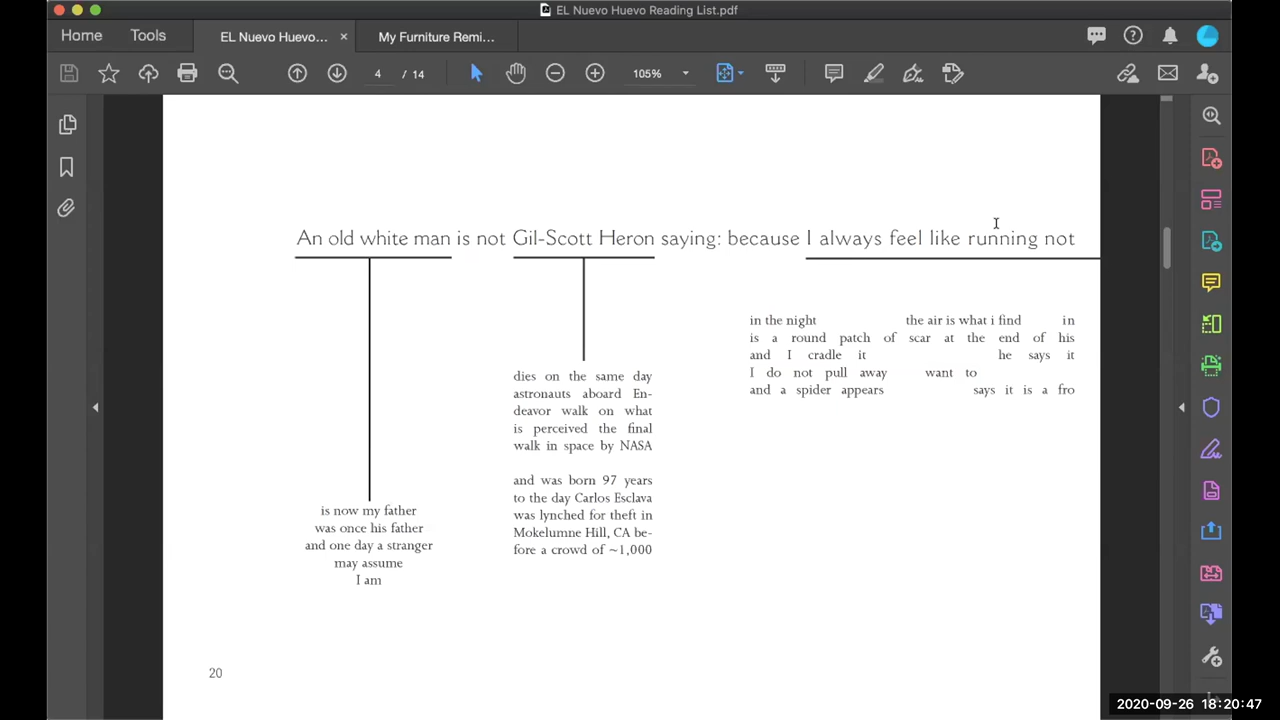 EL Nuevo Huevo Reading List.pdf
Home Tools EL Nuevo Huevo... × My Furniture Remi...
4 / 14 105%
An old white man is not Gil-Scott Heron saying: because I always feel like running not
in the night the air is what i find in
is a round patch of scar at the end of his
and I cradle it he says it
I do not pull away want to
and a spider appears says it is a fro
dies on the same day
astronauts aboard En-
deavor walk on what
is perceived the final
walk in space by NASA
and was born 97 years
to the day Carlos Esclava
was lynched for theft in
Mokelumne Hill, CA be-
fore a crowd of ~1,000
is now my father
was once his father
and one day a stranger
may assume
I am
20
2020-09-26 18:20:47